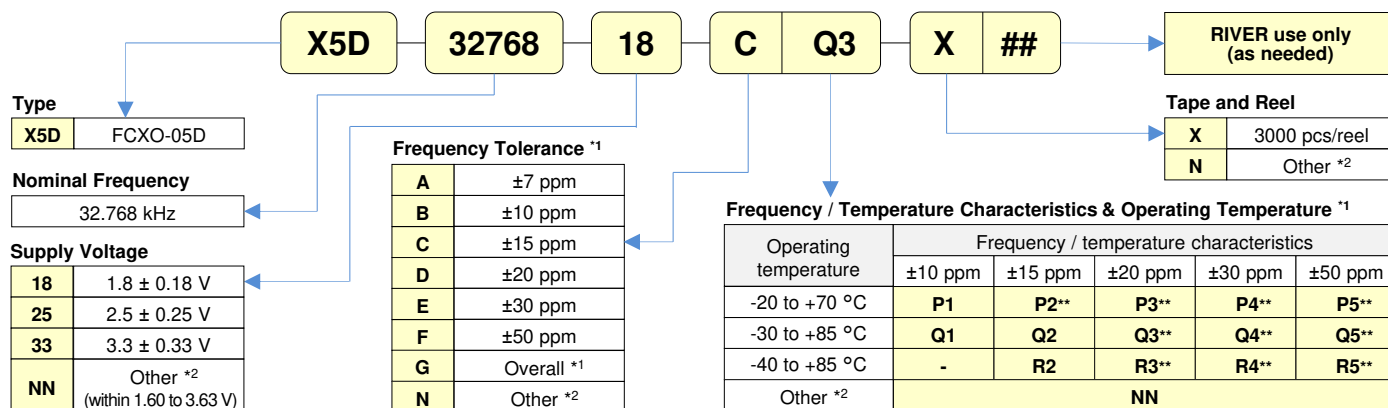 X5D 32768 18 C Q3 X ## RIVER use only
(as needed)
Type
X5D FCXO-05D
Nominal Frequency
32.768 kHz
Supply Voltage
18 1.8 ± 0.18 V
25 2.5 ± 0.25 V
33 3.3 ± 0.33 V
NN Other *2
(within 1.60 to 3.63 V)
Frequency Tolerance *1
A ±7 ppm
B ±10 ppm
C ±15 ppm
D ±20 ppm
E ±30 ppm
F ±50 ppm
G Overall *1
N Other *2
Tape and Reel
X 3000 pcs/reel
N Other *2
Frequency / Temperature Characteristics & Operating Temperature *1
Operating
temperature
Frequency / temperature characteristics
±10 ppm ±15 ppm ±20 ppm ±30 ppm ±50 ppm
-20 to +70 °C P1 P2** P3** P4** P5**
-30 to +85 °C Q1 Q2 Q3** Q4** Q5**
-40 to +85 °C - R2 R3** R4** R5**
Other *2 NN